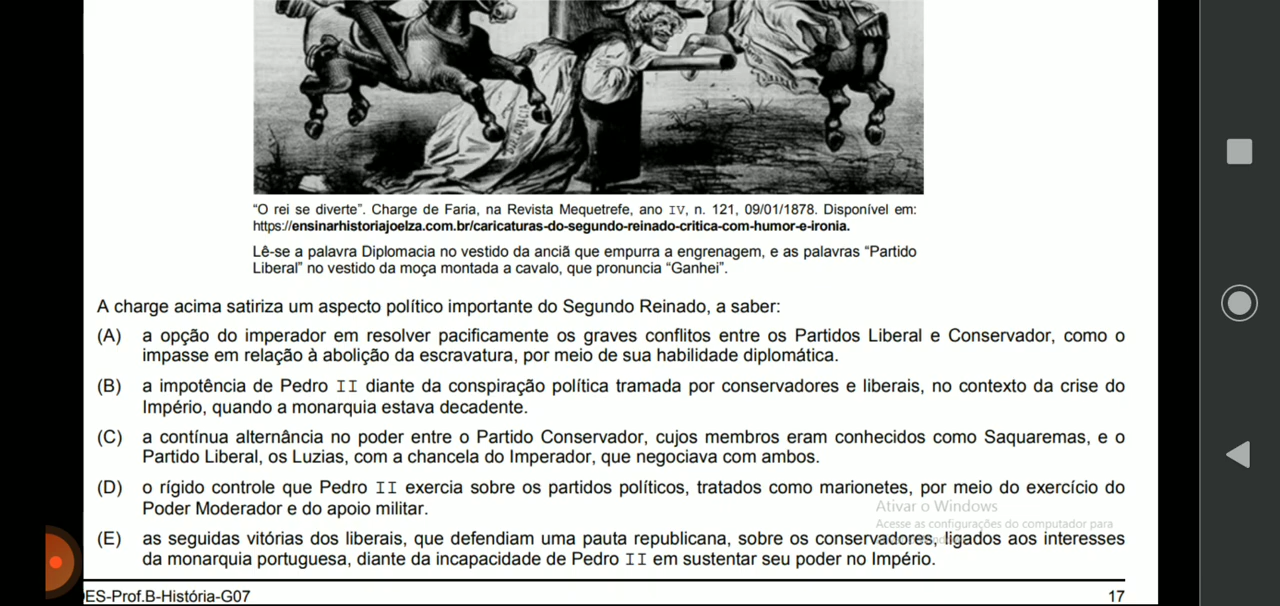 DIPLOMACIA
"O rei se diverte". Charge de Faria, na Revista Mequetrefe, ano IV, n. 121, 09/01/1878. Disponível em:
https://ensinarhistoriajoelza.com.br/caricaturas-do-segundo-reinado-critica-com-humor-e-ironia.
Lê-se a palavra Diplomacia no vestido da anciã que empurra a engrenagem, e as palavras “Partido
Liberal” no vestido da moça montada a cavalo, que pronuncia “Ganhei”.
A charge acima satiriza um aspecto político importante do Segundo Reinado, a saber:
(A) a opção do imperador em resolver pacificamente os graves conflitos entre os Partidos Liberal e Conservador, como o
impasse em relação à abolição da escravatura, por meio de sua habilidade diplomática.
(B) a impotência de Pedro II diante da conspiração política tramada por conservadores e liberais, no contexto da crise do
Império, quando a monarquia estava decadente.
(C) a contínua alternância no poder entre o Partido Conservador, cujos membros eram conhecidos como Saquaremas, e o
Partido Liberal, os Luzias, com a chancela do Imperador, que negociava com ambos.
(D) o rígido controle que Pedro II exercia sobre os partidos políticos, tratados como marionetes, por meio do exercício do
Poder Moderador e do apoio militar.
Ativar o Windows
Acesse as configurações do computador para
(E) as seguidas vitórias dos liberais, que defendiam uma pauta republicana, sobre os conservadores, ligados aos interesses
da monarquia portuguesa, diante da incapacidade de Pedro II em sustentar seu poder no Império.
ES-Prof.B-História-G07 17